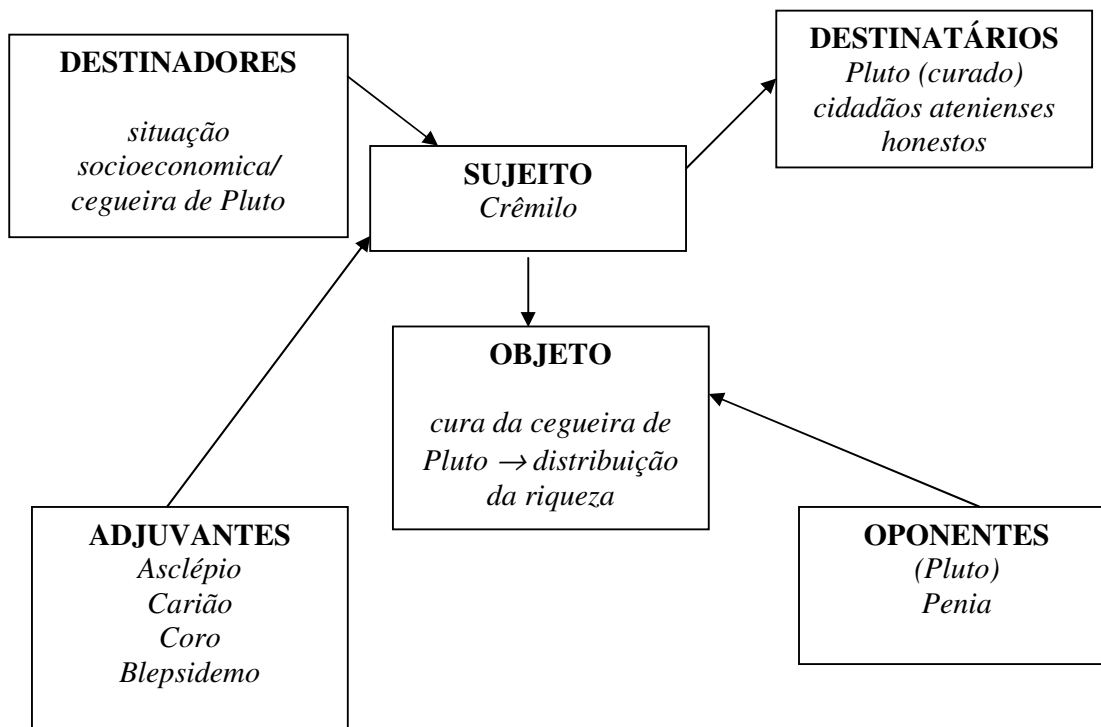 DESTINADORES
situação
socioeconomica/
cegueira de Pluto
DESTINATÁRIOS
Pluto (curado)
cidadãos atenienses
honestos
SUJEITO
Crêmilo
OBJETO
cura da cegueira de
Pluto → distribuição
da riqueza
ADJUVANTES
Asclépio
Carião
Coro
Blepsidemo
OPONENTES
(Pluto)
Penia